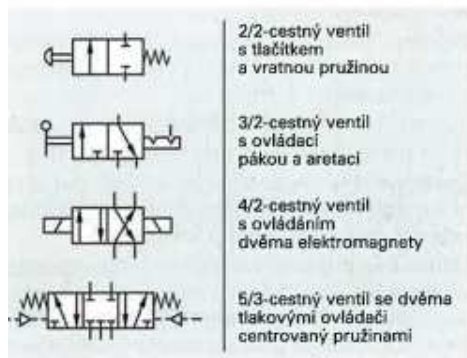 2/2-cestný ventil
s tlačítkem
a vratnou pružinou
3/2-cestný ventil
s ovládací
pákou a aretací
4/2-cestný ventil
s ovládáním
dvěma elektromagnety
5/3-cestný ventil se dvěma
tlakovými ovládači
centrovaný pružinami